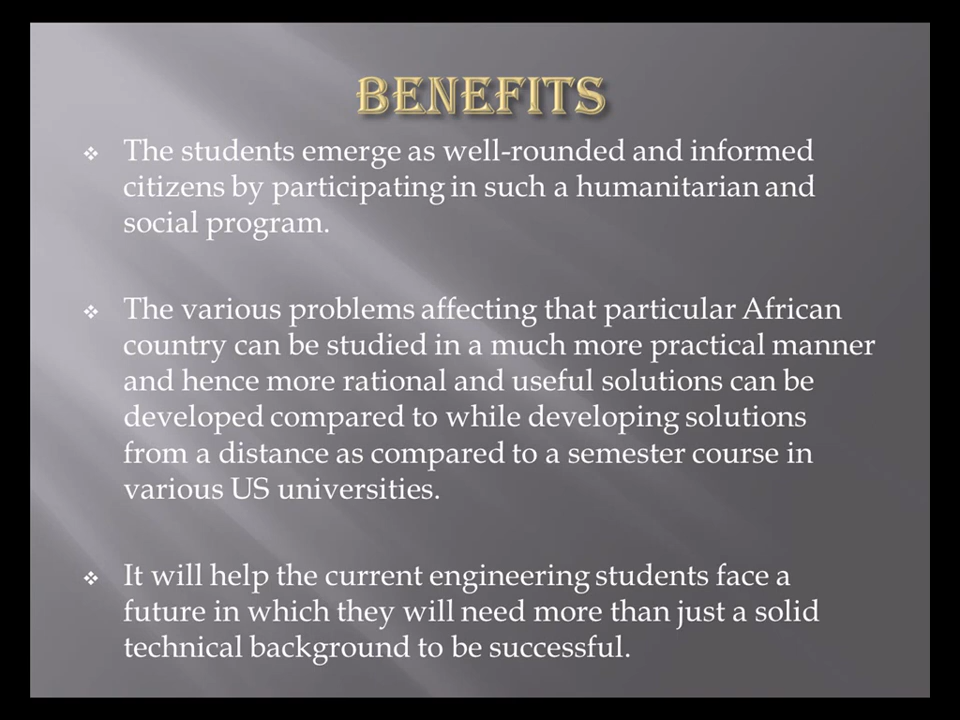 BENEFITS
❖ The students emerge as well-rounded and informed
citizens by participating in such a humanitarian and
social program.
❖ The various problems affecting that particular African
country can be studied in a much more practical manner
and hence more rational and useful solutions can be
developed compared to while developing solutions
from a distance as compared to a semester course in
various US universities.
❖ It will help the current engineering students face a
future in which they will need more than just a solid
technical background to be successful.